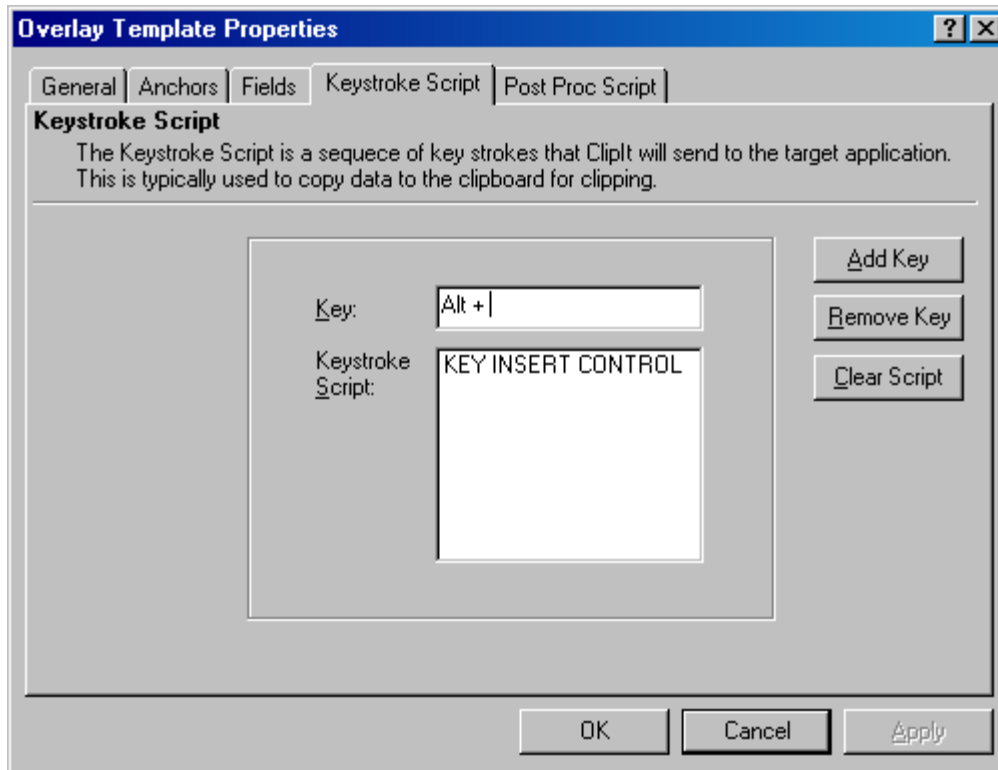 Overlay Template Properties
General Anchors Fields Keystroke Script Post Proc Script
Keystroke Script
The Keystroke Script is a sequece of key strokes that ClipIt will send to the target application.
This is typically used to copy data to the clipboard for clipping.
Add Key
Key: Alt +
Remove Key
Keystroke
Script:
KEY INSERT CONTROL
Clear Script
OK Cancel Apply